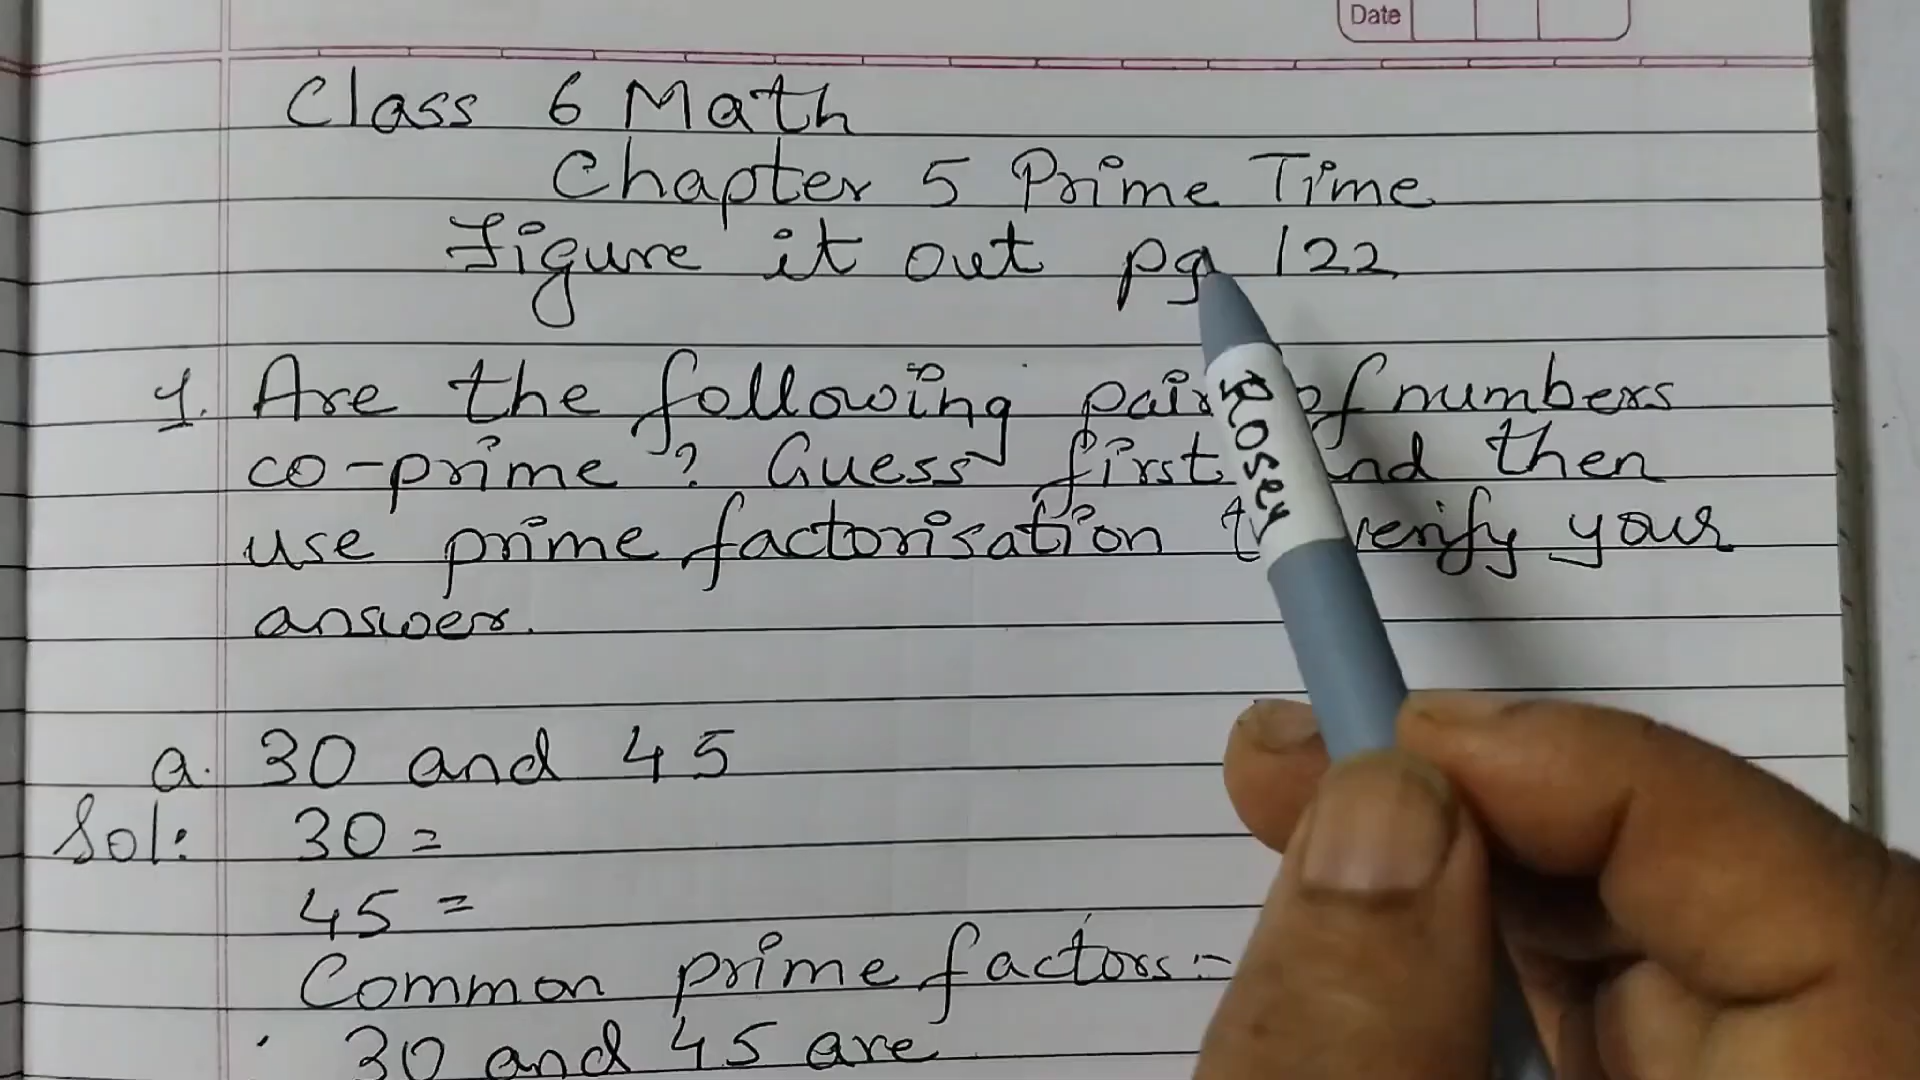 Date
Class 6 Math
Chapter 5 Prime Time
Figure it out pg 122
1. Are the following pair of numbers
co-prime? Guess first and then
use prime factorisation to verify your
answer.
a. 30 and 45
Sol: 30 =
45 =
Common prime factors:-
∴ 30 and 45 are
Rosey